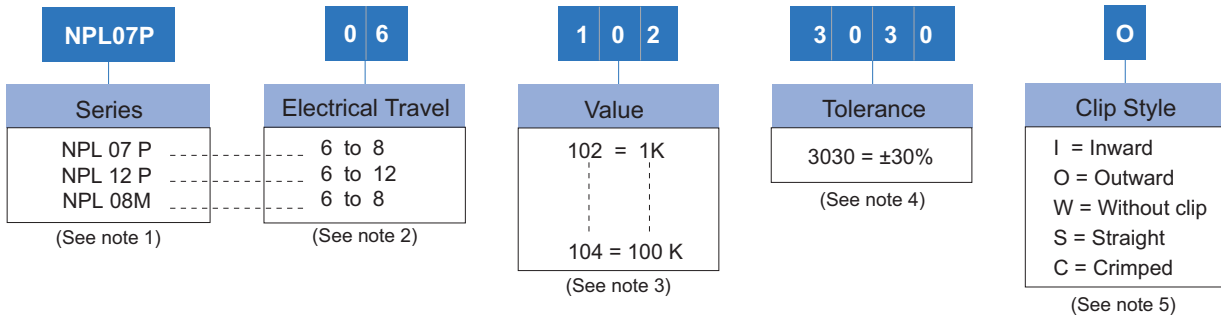 NPL07P 0 6 1 0 2 3 0 3 0 O
Series
NPL 07 P
NPL 12 P
NPL 08M
(See note 1)
Electrical Travel
6 to 8
6 to 12
6 to 8
(See note 2)
Value
102 = 1K
104 = 100 K
(See note 3)
Tolerance
3030 = ±30%
(See note 4)
Clip Style
I = Inward
O = Outward
W = Without clip
S = Straight
C = Crimped
(See note 5)